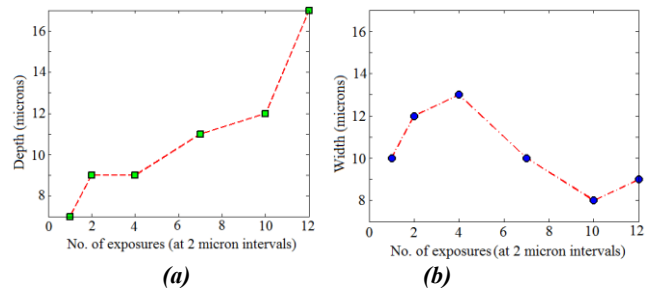 16
14
12
10
8
Depth (microns)
0 2 4 6 8 10 12
No. of exposures (at 2 micron intervals)
(a)
16
14
12
10
8
Width (microns)
0 2 4 6 8 10 12
No. of exposures (at 2 micron intervals)
(b)